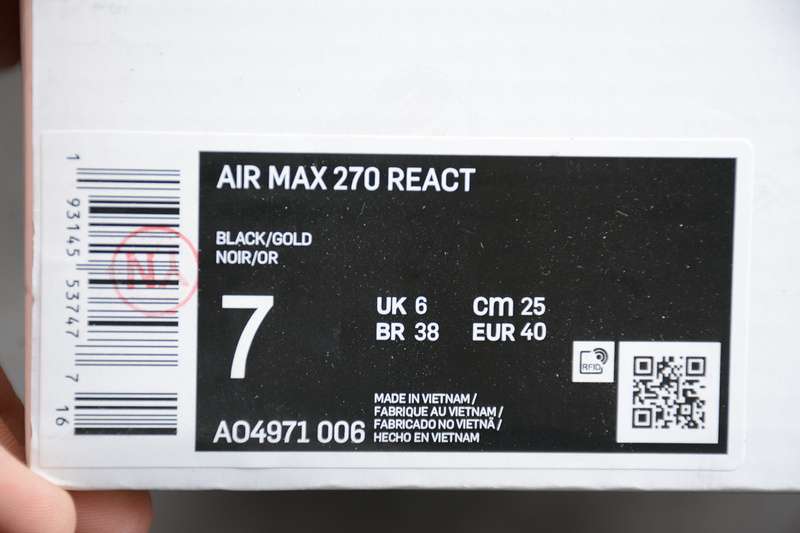 AIR MAX 270 REACT
BLACK/GOLD
NOIR/OR
7
UK 6
cm 25
BR 38
EUR 40
RFID
AO4971 006
MADE IN VIETNAM /
FABRIQUE AU VIETNAM /
FABRICADO NO VIETNÃ /
HECHO EN VIETNAM
1 93145 53747 7 16